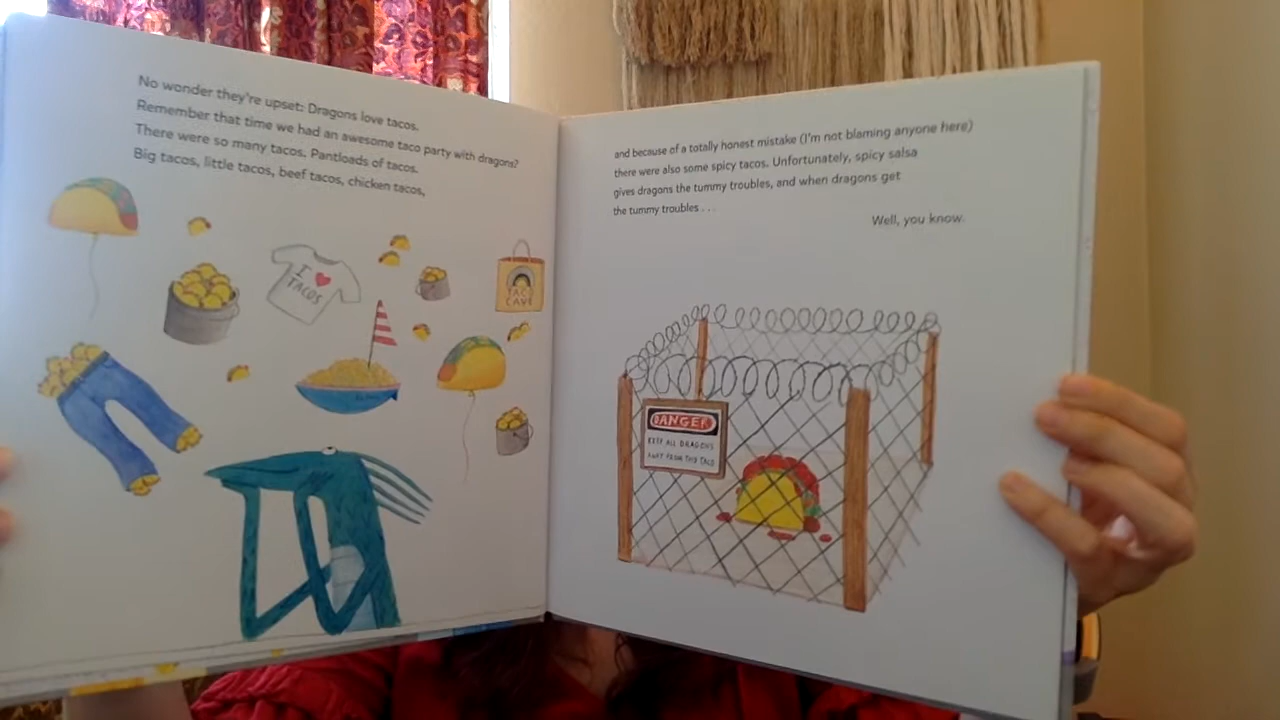 No wonder they're upset: Dragons love tacos.
Remember that time we had an awesome taco party with dragons?
There were so many tacos. Pantloads of tacos.
Big tacos, little tacos, beef tacos, chicken tacos,
I ♥
TACOS
TACO
CAVE
and because of a totally honest mistake (I'm not blaming anyone here)
there were also some spicy tacos. Unfortunately, spicy salsa
gives dragons the tummy troubles, and when dragons get
the tummy troubles . . .
Well, you know.
DANGER
KEEP ALL DRAGONS
AWAY FROM THIS TACO